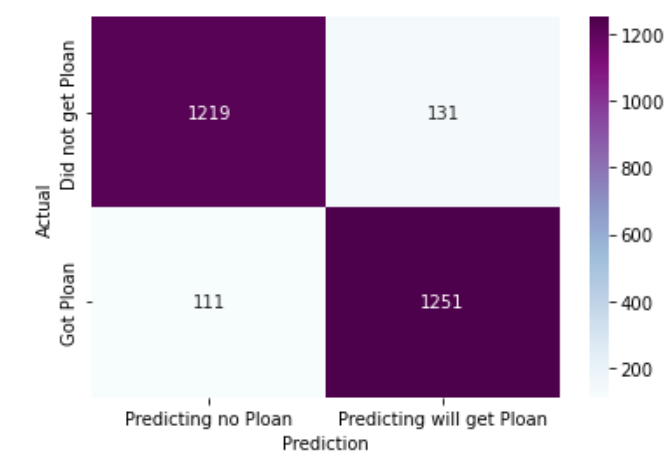 Actual
Did not get Ploan
Got Ploan
1219
131
111
1251
Predicting no Ploan
Predicting will get Ploan
Prediction
1200
1000
800
600
400
200